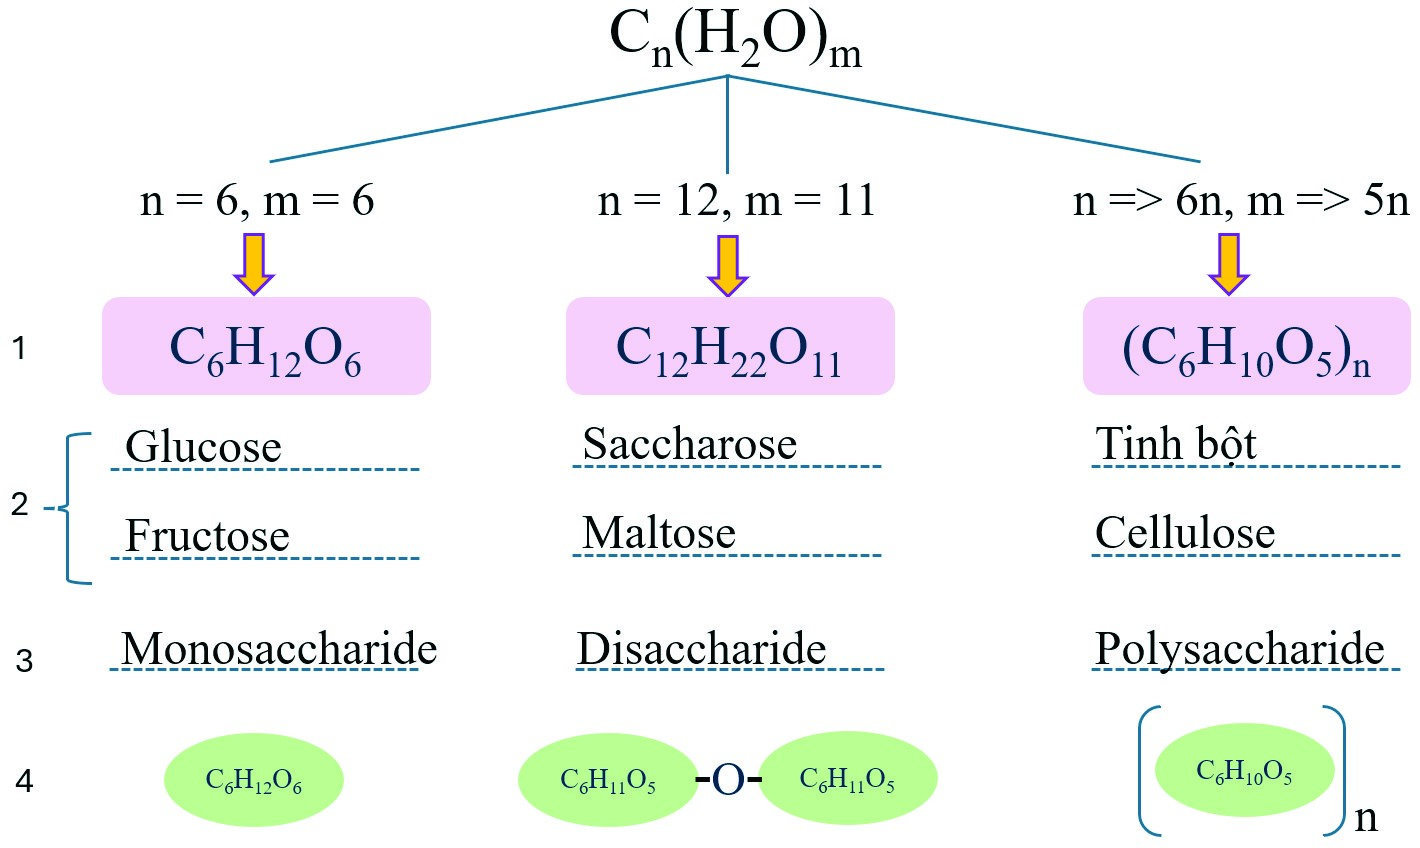 Cₙ(H₂O)ₘ
n = 6, m = 6 n = 12, m = 11 n => 6n, m => 5n
1 C₆H₁₂O₆ C₁₂H₂₂O₁₁ (C₆H₁₀O₅)ₙ
Glucose Saccharose Tinh bột
2
Fructose Maltose Cellulose
3 Monosaccharide Disaccharide Polysaccharide
4 C₆H₁₂O₆ C₆H₁₁O₅ -O- C₆H₁₁O₅ C₆H₁₀O₅
n